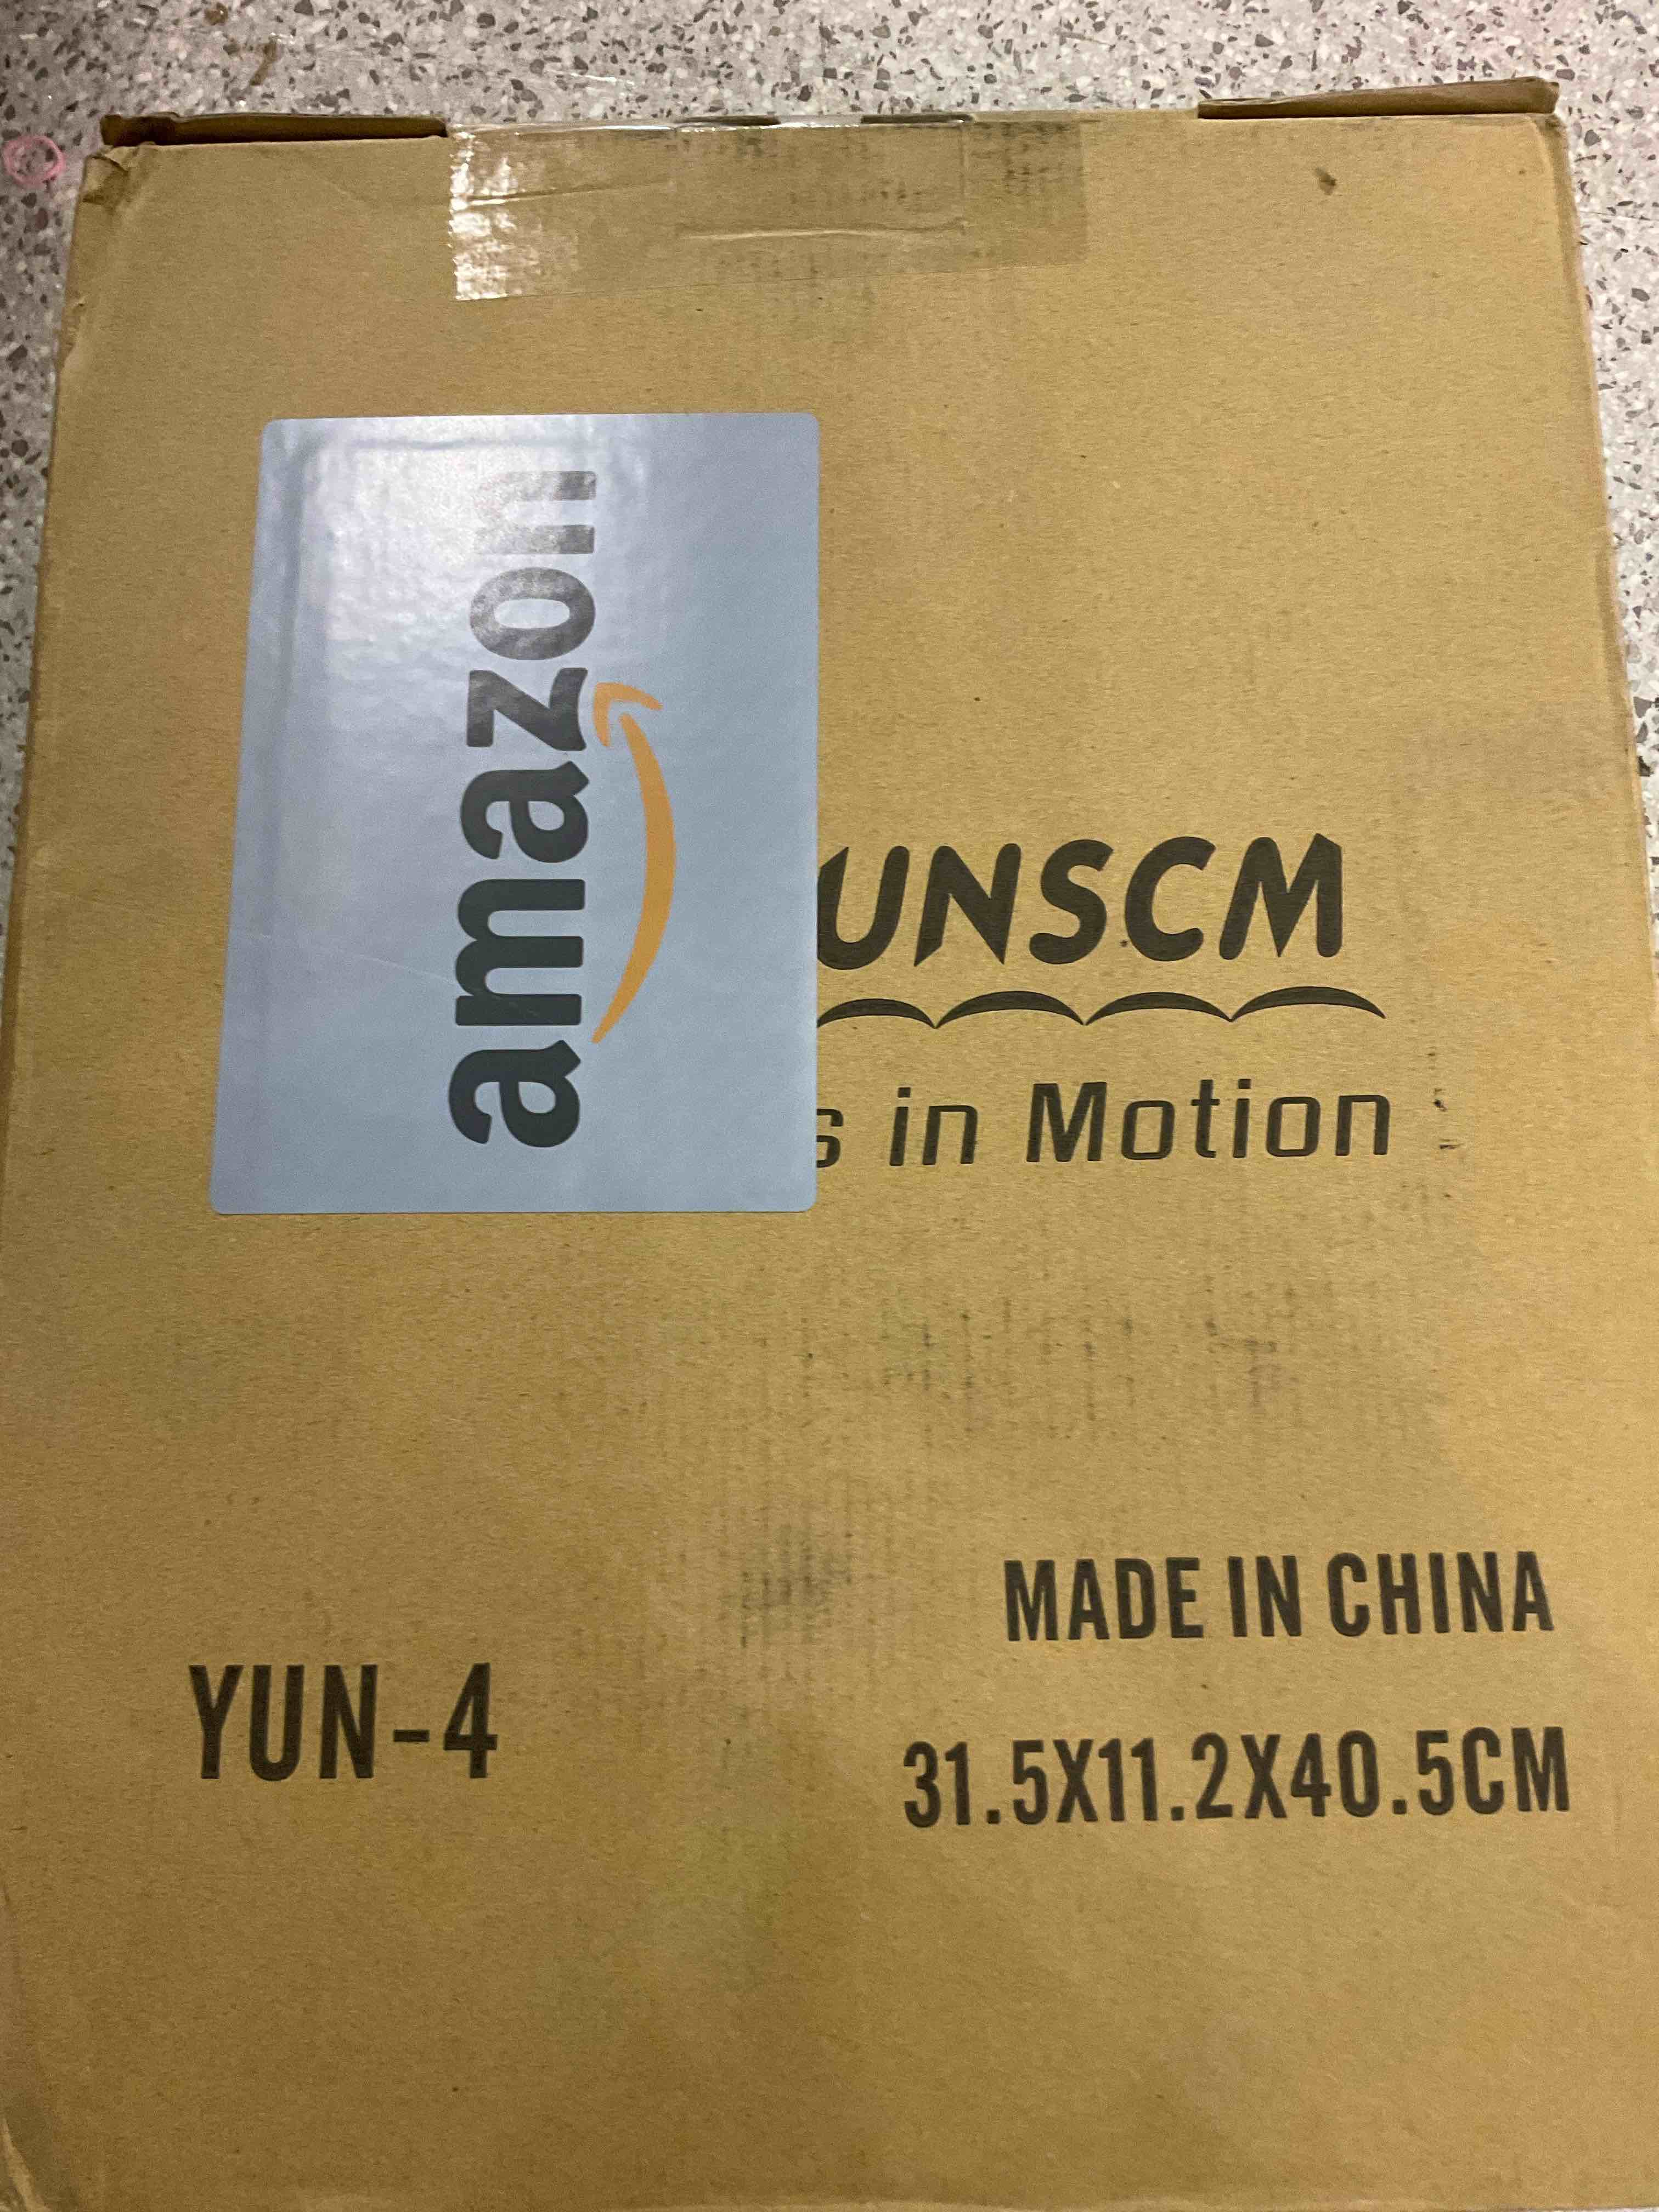 amazon
UNSCM
s in Motion
MADE IN CHINA
YUN-4
31.5X11.2X40.5CM